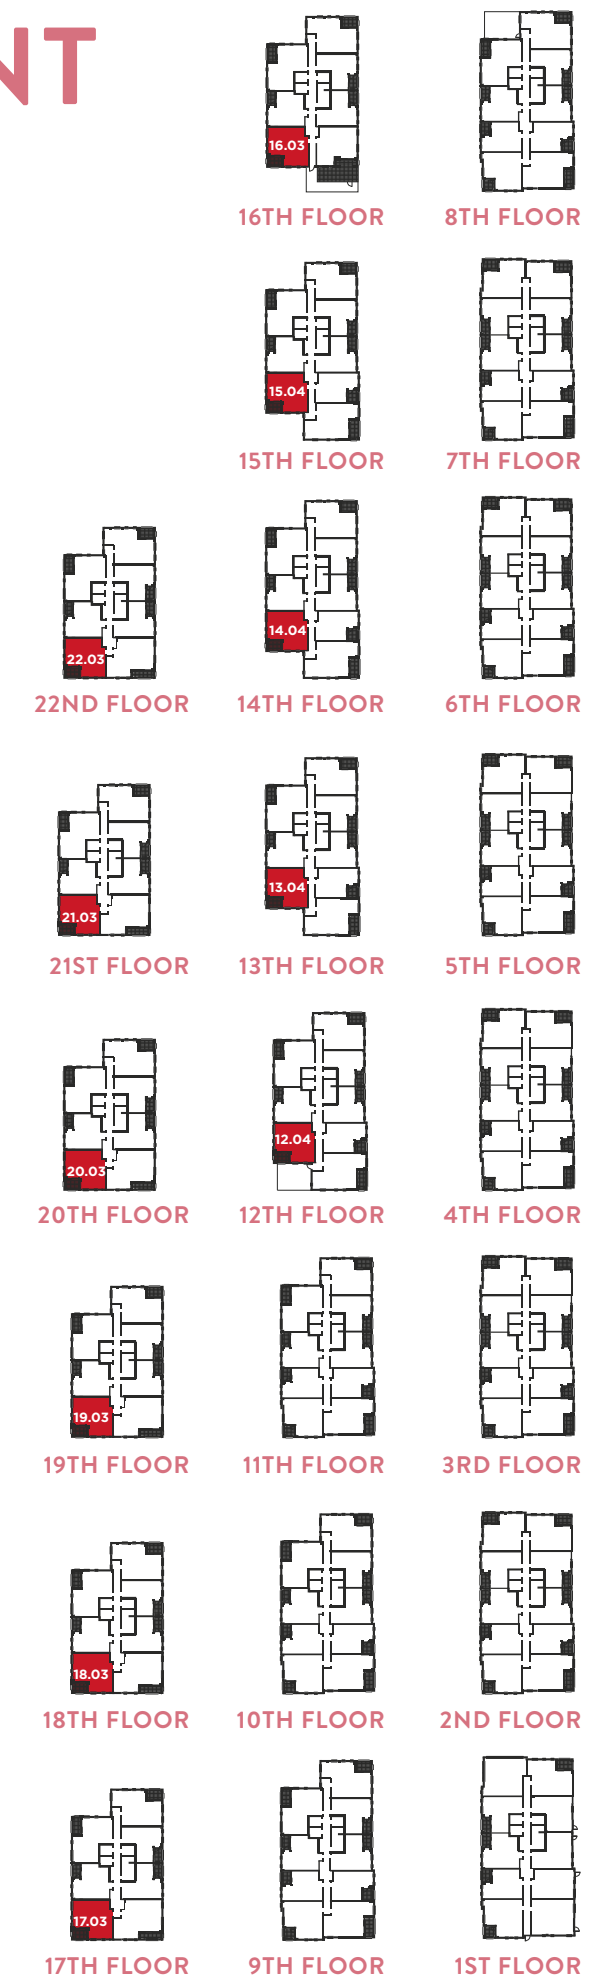 NT
16.03
16TH FLOOR
8TH FLOOR
15.04
15TH FLOOR
7TH FLOOR
22.03
22ND FLOOR
14.04
14TH FLOOR
6TH FLOOR
21.03
21ST FLOOR
13.04
13TH FLOOR
5TH FLOOR
20.03
20TH FLOOR
12.04
12TH FLOOR
4TH FLOOR
19.03
19TH FLOOR
11TH FLOOR
3RD FLOOR
18.03
18TH FLOOR
10TH FLOOR
2ND FLOOR
17.03
17TH FLOOR
9TH FLOOR
1ST FLOOR